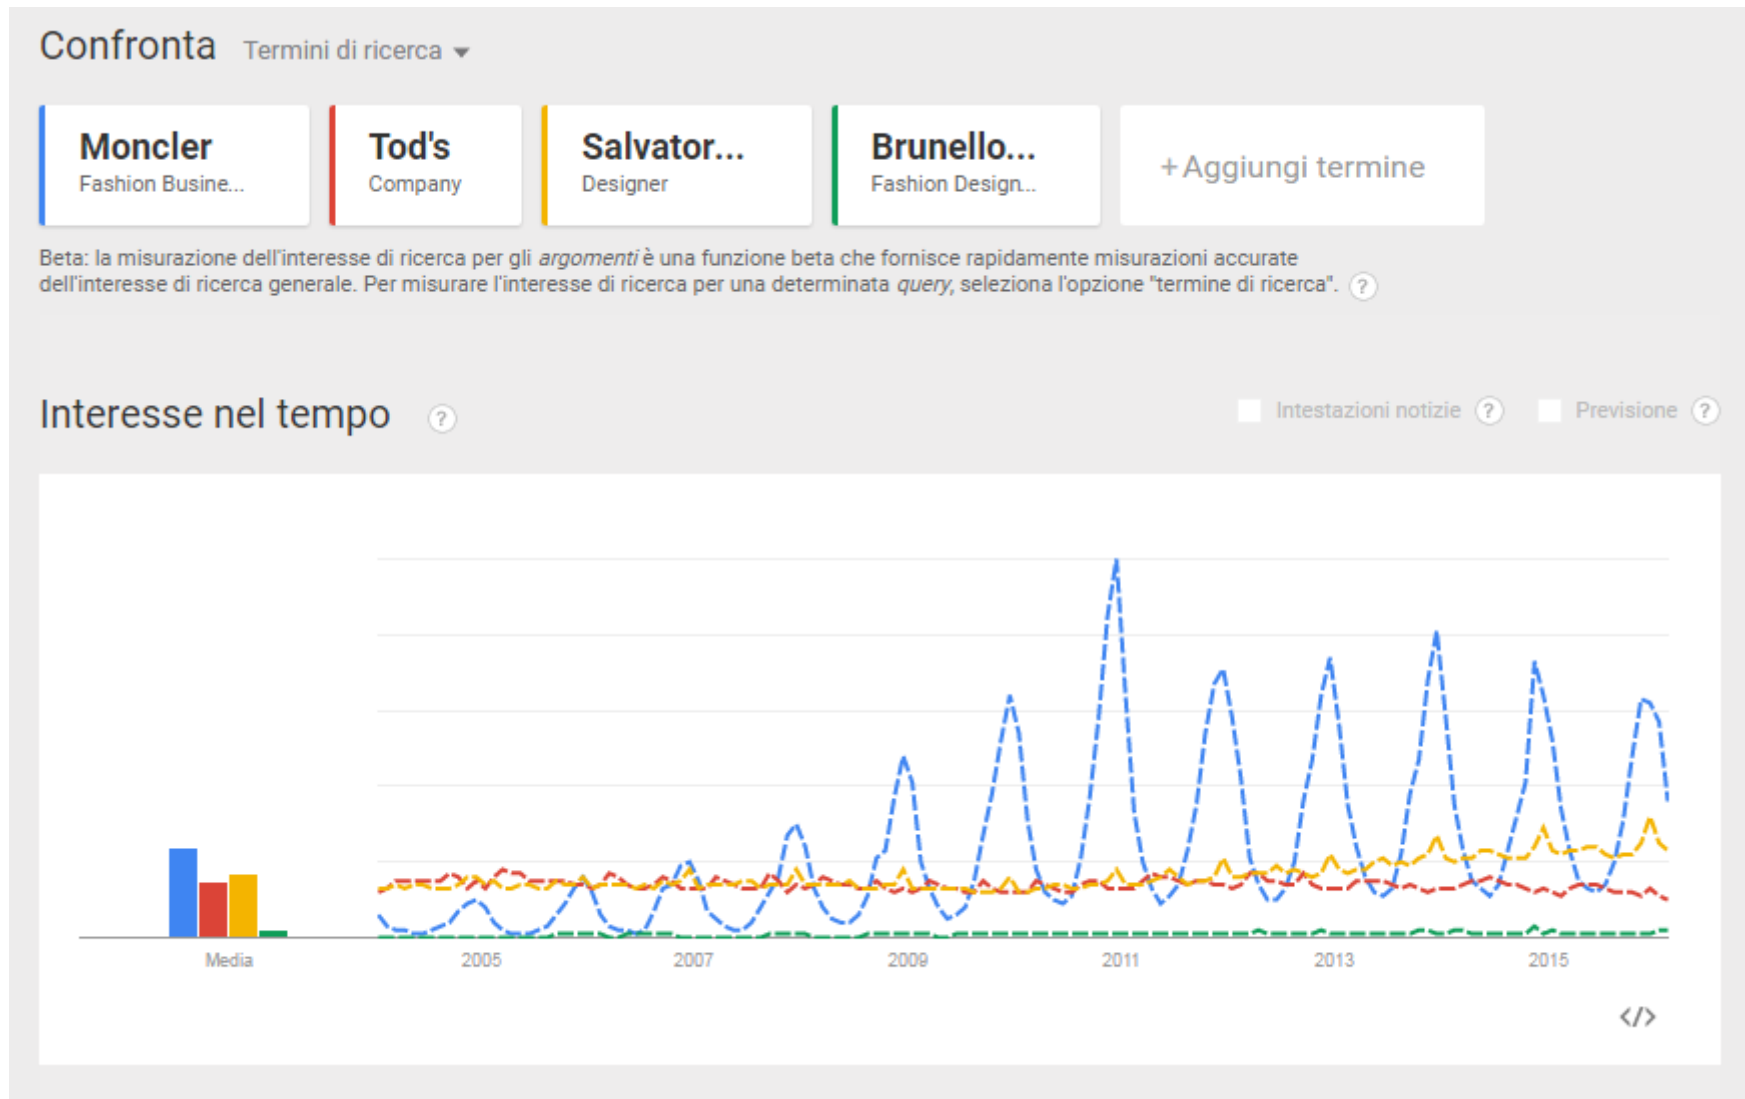 Confronta Termini di ricerca
Moncler
Fashion Busine...
Tod's
Company
Salvator...
Designer
Brunello...
Fashion Design...
+Aggiungi termine
Beta: la misurazione dell'interesse di ricerca per gli argomenti è una funzione beta che fornisce rapidamente misurazioni accurate
dell'interesse di ricerca generale. Per misurare l'interesse di ricerca per una determinata query, seleziona l'opzione "termine di ricerca". ?
Interesse nel tempo ?
Intestazioni notizie ? Previsione ?
Media 2005 2007 2009 2011 2013 2015
</>